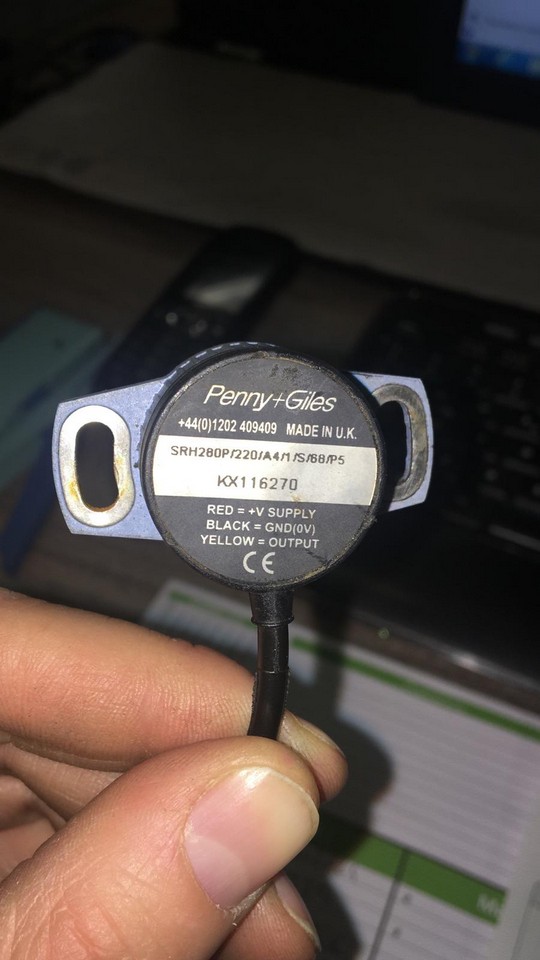 Penny+Giles
+44(0)1202 409409 MADE IN U.K.
SRH280P/220/A4/1/S/68/P5
KX116270
RED = +V SUPPLY
BLACK = GND(0V)
YELLOW = OUTPUT
CE